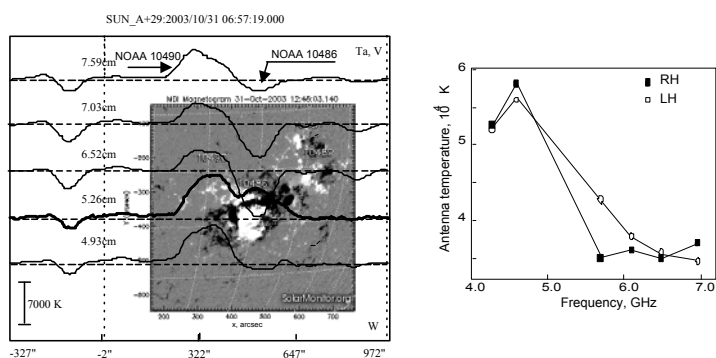 SUN_A+29:2003/10/31 06:57:19.000
Ta, V
NOAA 10490
NOAA 10486
7.59cm
7.03cm
6.52cm
5.26cm
4.93cm
MDI Magnetogram 31-Oct-2003 12:48:03.140
10486
SolarMonitor.org
200 300 400 500 600 700
x, arcsec
7000 K
W
-327" -2" 322" 647" 972"
RH
LH
Antenna temperature, 10^4 K
6
5
4
4.0 5.0 6.0 7.0
Frequency, GHz